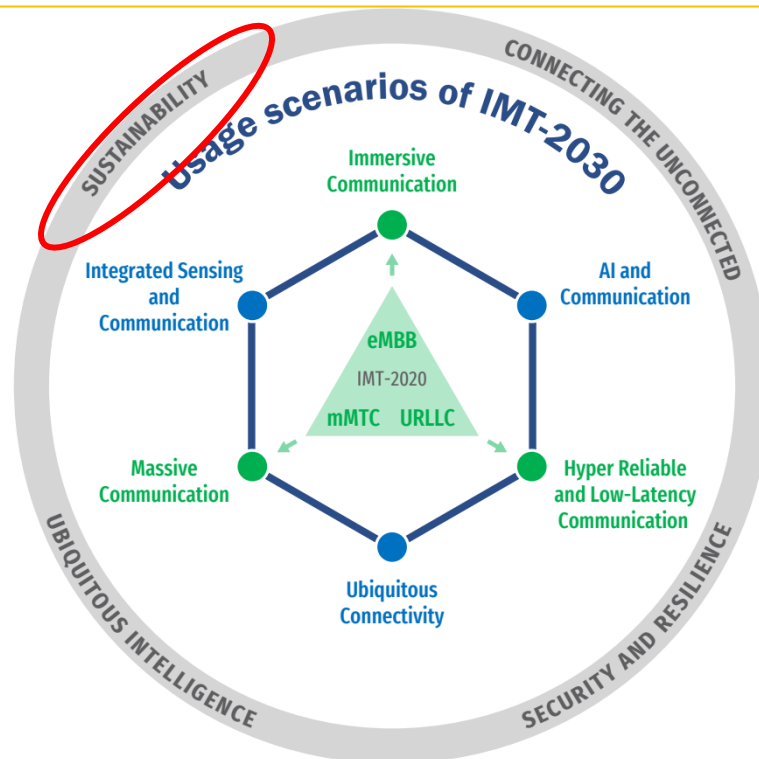 SUSTAINABILITY
CONNECTING THE UNCONNECTED
Usage scenarios of IMT-2030
Immersive
Communication
Integrated Sensing
and
Communication
AI and
Communication
eMBB
IMT-2020
mMTC URLLC
Massive
Communication
Hyper Reliable
and Low-Latency
Communication
Ubiquitous
Connectivity
UBIQUITOUS INTELLIGENCE
SECURITY AND RESILIENCE